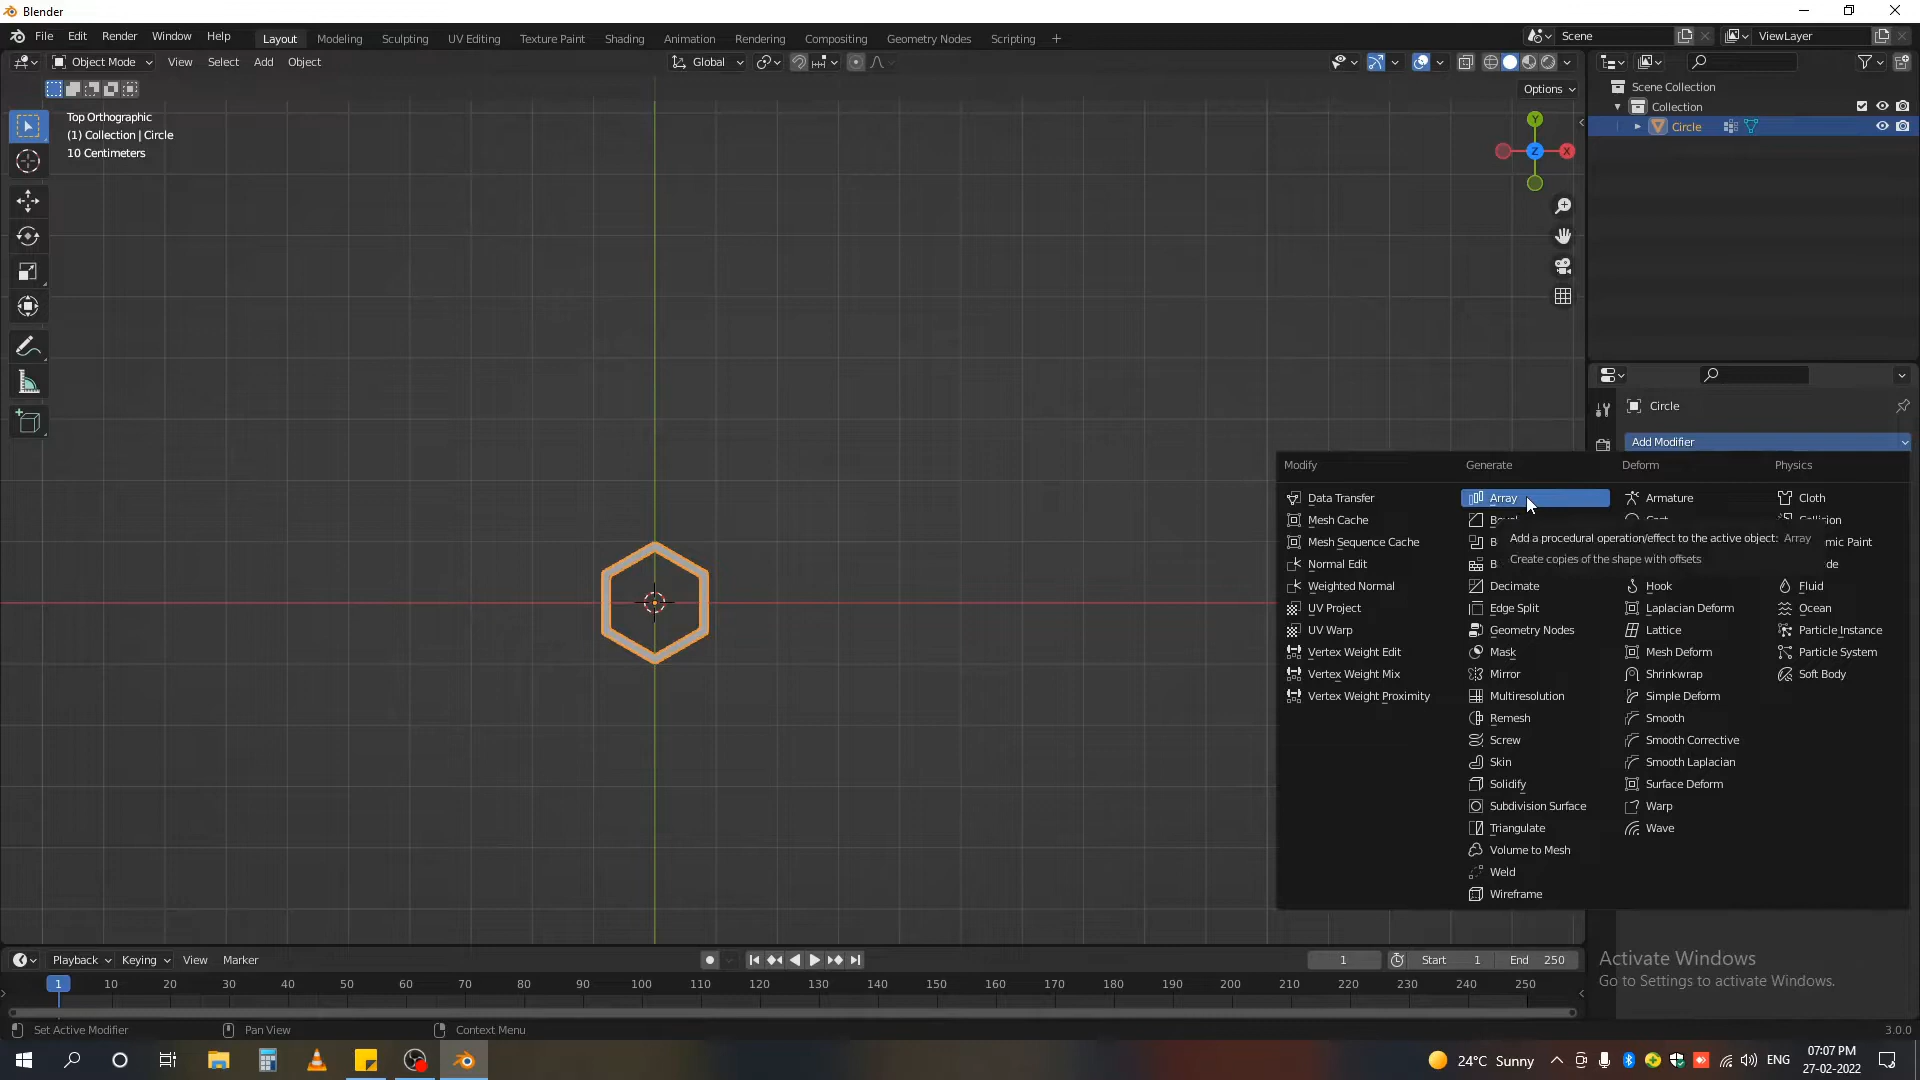 Blender
File Edit Render Window Help Layout Modeling Sculpting UV Editing Texture Paint Shading Animation Rendering Compositing Geometry Nodes Scripting + Scene ViewLayer
Object Mode View Select Add Object Global
Options
Top Orthographic
(1) Collection | Circle
10 Centimeters
Y
Z X
Scene Collection
Collection
Circle
Circle
Add Modifier
Modify Generate Deform Physics
Data Transfer Array Armature Cloth
Mesh Cache Collision
Mesh Sequence Cache B mic Paint
Add a procedural operation/effect to the active object: Array
Normal Edit B de
Create copies of the shape with offsets
Weighted Normal Decimate Hook Fluid
UV Project Edge Split Laplacian Deform Ocean
UV Warp Geometry Nodes Lattice Particle Instance
Vertex Weight Edit Mask Mesh Deform Particle System
Vertex Weight Mix Mirror Shrinkwrap Soft Body
Vertex Weight Proximity Multiresolution Simple Deform
Remesh Smooth
Screw Smooth Corrective
Skin Smooth Laplacian
Solidify Surface Deform
Subdivision Surface Warp
Triangulate Wave
Volume to Mesh
Weld
Wireframe
Activate Windows
Go to Settings to activate Windows.
Playback Keying View Marker 1 Start 1 End 250
1 10 20 30 40 50 60 70 80 90 100 110 120 130 140 150 160 170 180 190 200 210 220 230 240 250
Set Active Modifier Pan View Context Menu 3.0.0
24°C Sunny ENG 07:07 PM
27-02-2022